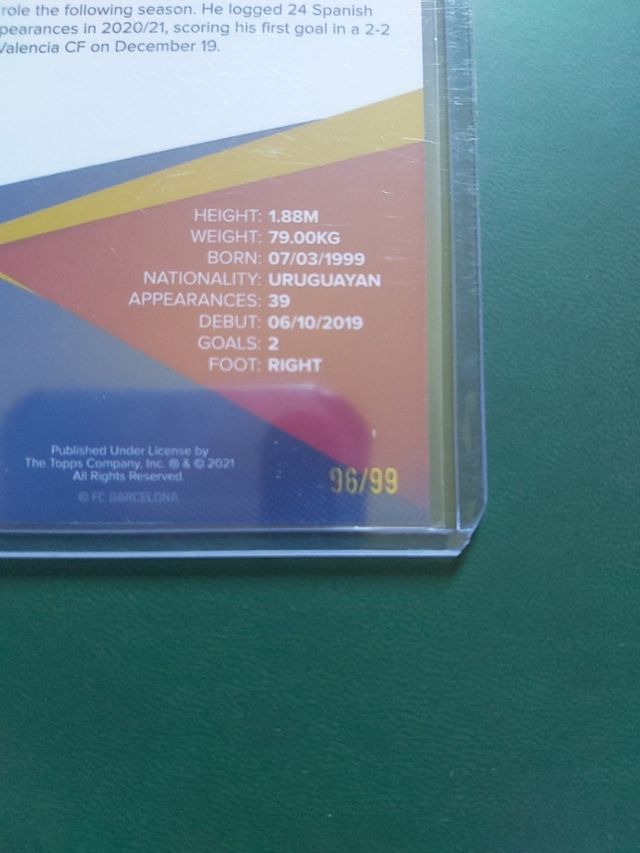 role the following season. He logged 24 Spanish
pearances in 2020/21, scoring his first goal in a 2-2
Valencia CF on December 19.
HEIGHT: 1.88M
WEIGHT: 79.00KG
BORN: 07/03/1999
NATIONALITY: URUGUAYAN
APPEARANCES: 39
DEBUT: 06/10/2019
GOALS: 2
FOOT: RIGHT
Published Under License by
The Topps Company, Inc. ® & © 2021
All Rights Reserved.
© FC BARCELONA
96/99